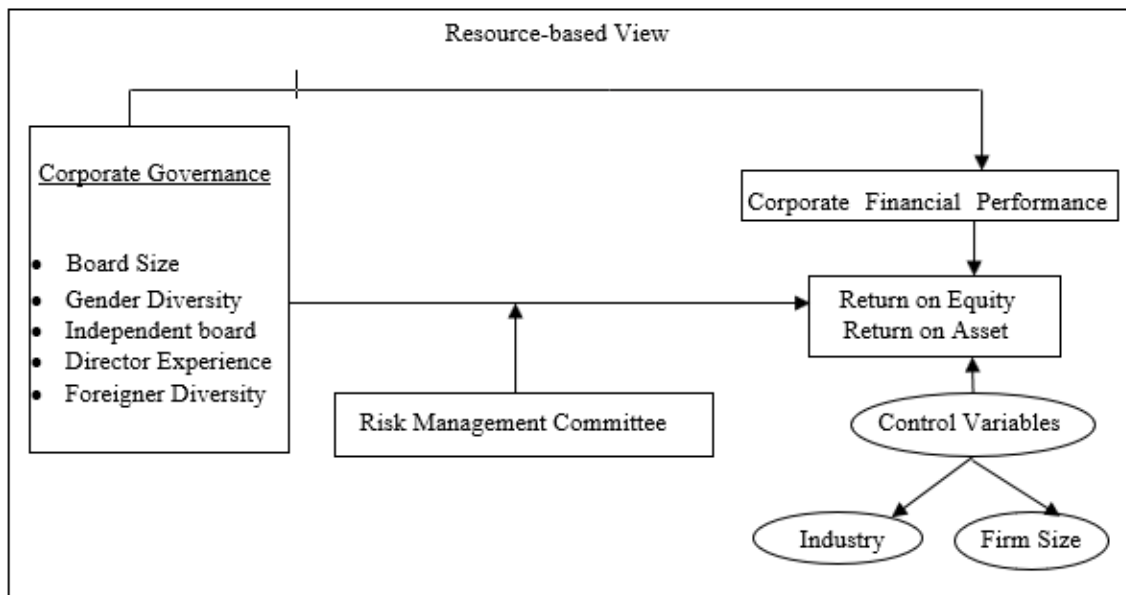 Resource-based View
Corporate Governance
Board Size
Gender Diversity
Independent board
Director Experience
Foreigner Diversity
Risk Management Committee
Corporate Financial Performance
Return on Equity
Return on Asset
Control Variables
Industry
Firm Size